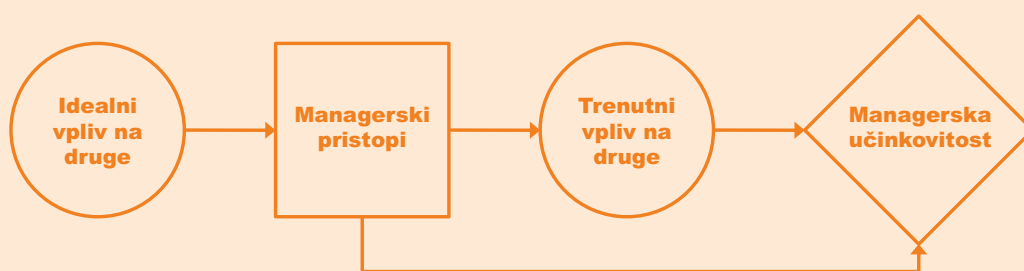 Idealni
vpliv na
druge
Managerski
pristopi
Trenutni
vpliv na
druge
Managerska
učinkovitost